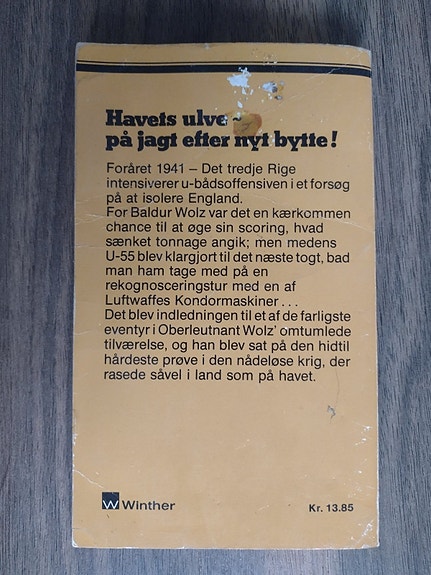 Havets ulve -
på jagt efter nyt bytte!
Foråret 1941 – Det tredje Rige
intensiverer u-bådsoffensiven i et forsøg
på at isolere England.
For Baldur Wolz var det en kærkommen
chance til at øge sin scoring, hvad
sænket tonnage angik; men medens
U-55 blev klargjort til det næste togt, bad
man ham tage med på en
rekognosceringstur med en af
Luftwaffes Kondormaskiner . . .
Det blev indledningen til et af de farligste
eventyr i Oberleutnant Wolz' omtumlede
tilværelse, og han blev sat på den hidtil
hårdeste prøve i den nådeløse krig, der
rasede såvel i land som på havet.
W Winther
Kr. 13.85